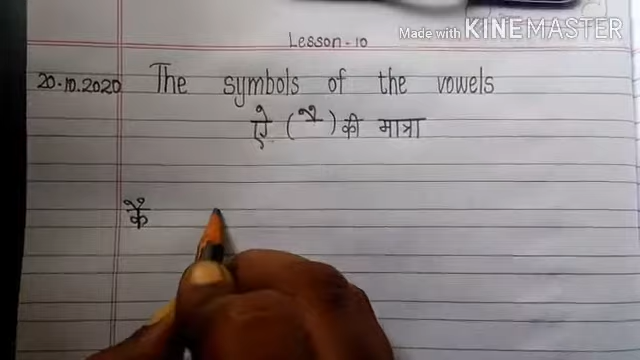 Made with KINEMASTER
Lesson-10
20.10.2020 The symbols of the vowels
ऐ ( ै ) की मात्रा
कै